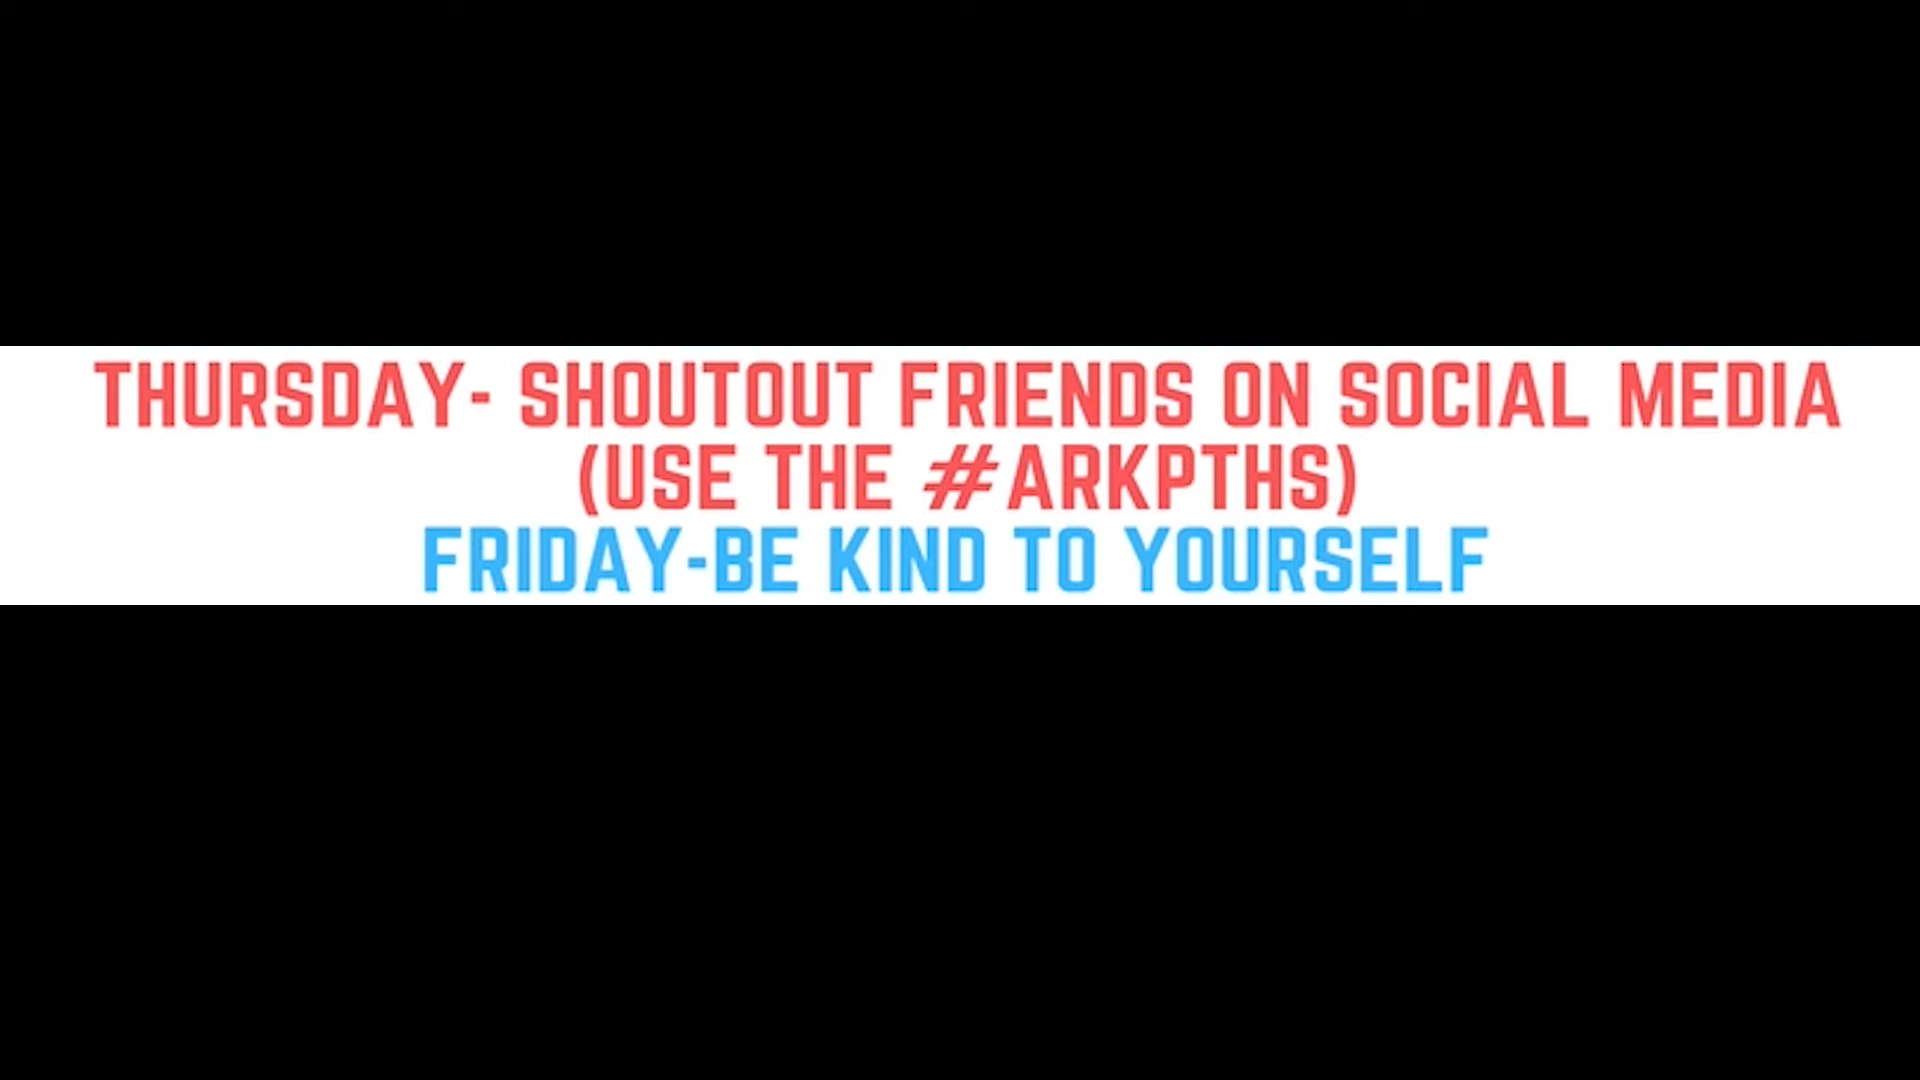 THURSDAY- SHOUTOUT FRIENDS ON SOCIAL MEDIA
(USE THE #ARKPTHS)
FRIDAY-BE KIND TO YOURSELF